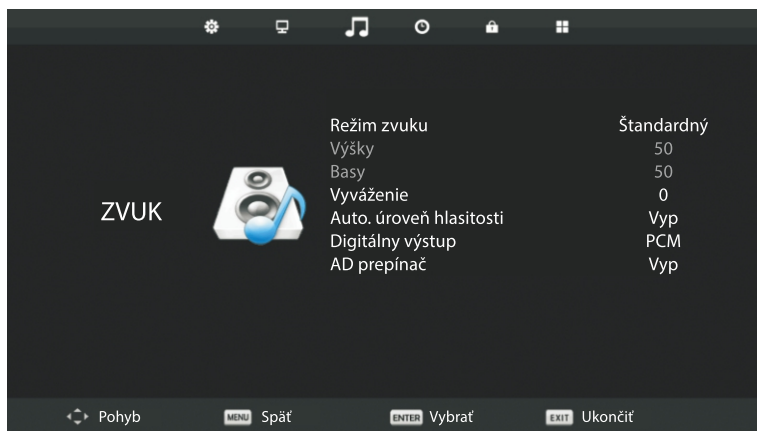 Režim zvuku Štandardný
Výšky 50
Basy 50
Vyváženie 0
ZVUK
Auto. úroveň hlasitosti Vyp
Digitálny výstup PCM
AD prepínač Vyp
Pohyb MENU Späť ENTER Vybrať EXIT Ukončiť